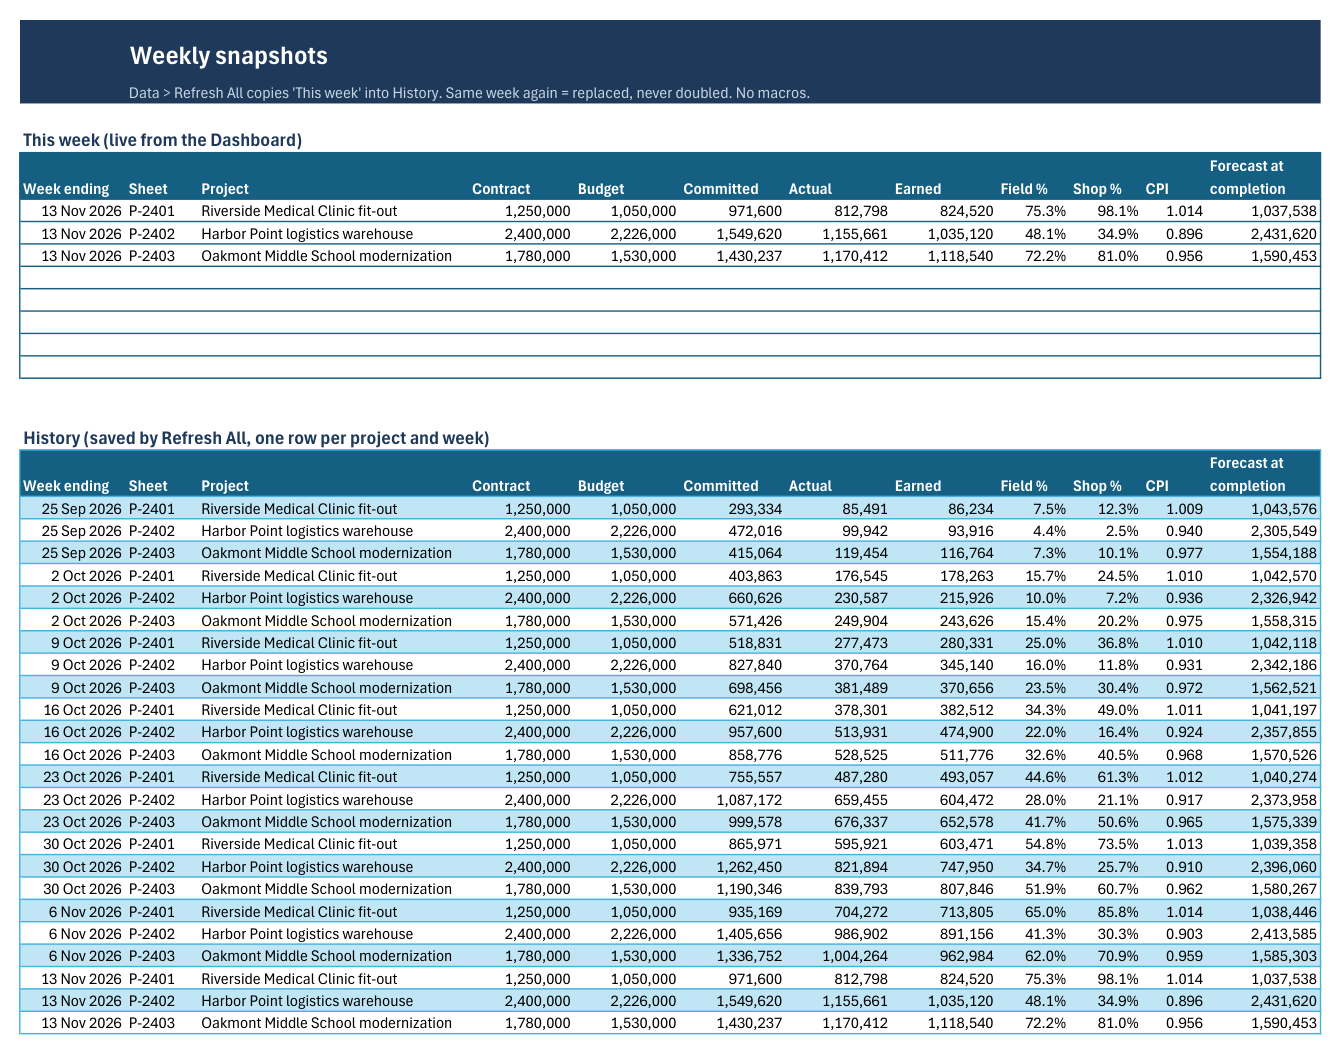 Weekly snapshots
Data > Refresh All copies 'This week' into History. Same week again = replaced, never doubled. No macros.
This week (live from the Dashboard)
Week ending Sheet Project Contract Budget Committed Actual Earned Field % Shop % CPI Forecast at completion
13 Nov 2026 P-2401 Riverside Medical Clinic fit-out 1,250,000 1,050,000 971,600 812,798 824,520 75.3% 98.1% 1.014 1,037,538
13 Nov 2026 P-2402 Harbor Point logistics warehouse 2,400,000 2,226,000 1,549,620 1,155,661 1,035,120 48.1% 34.9% 0.896 2,431,620
13 Nov 2026 P-2403 Oakmont Middle School modernization 1,780,000 1,530,000 1,430,237 1,170,412 1,118,540 72.2% 81.0% 0.956 1,590,453
History (saved by Refresh All, one row per project and week)
Week ending Sheet Project Contract Budget Committed Actual Earned Field % Shop % CPI Forecast at completion
25 Sep 2026 P-2401 Riverside Medical Clinic fit-out 1,250,000 1,050,000 293,334 85,491 86,234 7.5% 12.3% 1.009 1,043,576
25 Sep 2026 P-2402 Harbor Point logistics warehouse 2,400,000 2,226,000 472,016 99,942 93,916 4.4% 2.5% 0.940 2,305,549
25 Sep 2026 P-2403 Oakmont Middle School modernization 1,780,000 1,530,000 415,064 119,454 116,764 7.3% 10.1% 0.977 1,554,188
2 Oct 2026 P-2401 Riverside Medical Clinic fit-out 1,250,000 1,050,000 403,863 176,545 178,263 15.7% 24.5% 1.010 1,042,570
2 Oct 2026 P-2402 Harbor Point logistics warehouse 2,400,000 2,226,000 660,626 230,587 215,926 10.0% 7.2% 0.936 2,326,942
2 Oct 2026 P-2403 Oakmont Middle School modernization 1,780,000 1,530,000 571,426 249,904 243,626 15.4% 20.2% 0.975 1,558,315
9 Oct 2026 P-2401 Riverside Medical Clinic fit-out 1,250,000 1,050,000 518,831 277,473 280,331 25.0% 36.8% 1.010 1,042,118
9 Oct 2026 P-2402 Harbor Point logistics warehouse 2,400,000 2,226,000 827,840 370,764 345,140 16.0% 11.8% 0.931 2,342,186
9 Oct 2026 P-2403 Oakmont Middle School modernization 1,780,000 1,530,000 698,456 381,489 370,656 23.5% 30.4% 0.972 1,562,521
16 Oct 2026 P-2401 Riverside Medical Clinic fit-out 1,250,000 1,050,000 621,012 378,301 382,512 34.3% 49.0% 1.011 1,041,197
16 Oct 2026 P-2402 Harbor Point logistics warehouse 2,400,000 2,226,000 957,600 513,931 474,900 22.0% 16.4% 0.924 2,357,855
16 Oct 2026 P-2403 Oakmont Middle School modernization 1,780,000 1,530,000 858,776 528,525 511,776 32.6% 40.5% 0.968 1,570,526
23 Oct 2026 P-2401 Riverside Medical Clinic fit-out 1,250,000 1,050,000 755,557 487,280 493,057 44.6% 61.3% 1.012 1,040,274
23 Oct 2026 P-2402 Harbor Point logistics warehouse 2,400,000 2,226,000 1,087,172 659,455 604,472 28.0% 21.1% 0.917 2,373,958
23 Oct 2026 P-2403 Oakmont Middle School modernization 1,780,000 1,530,000 999,578 676,337 652,578 41.7% 50.6% 0.965 1,575,339
30 Oct 2026 P-2401 Riverside Medical Clinic fit-out 1,250,000 1,050,000 865,971 595,921 603,471 54.8% 73.5% 1.013 1,039,358
30 Oct 2026 P-2402 Harbor Point logistics warehouse 2,400,000 2,226,000 1,262,450 821,894 747,950 34.7% 25.7% 0.910 2,396,060
30 Oct 2026 P-2403 Oakmont Middle School modernization 1,780,000 1,530,000 1,190,346 839,793 807,846 51.9% 60.7% 0.962 1,580,267
6 Nov 2026 P-2401 Riverside Medical Clinic fit-out 1,250,000 1,050,000 935,169 704,272 713,805 65.0% 85.8% 1.014 1,038,446
6 Nov 2026 P-2402 Harbor Point logistics warehouse 2,400,000 2,226,000 1,405,656 986,902 891,156 41.3% 30.3% 0.903 2,413,585
6 Nov 2026 P-2403 Oakmont Middle School modernization 1,780,000 1,530,000 1,336,752 1,004,264 962,984 62.0% 70.9% 0.959 1,585,303
13 Nov 2026 P-2401 Riverside Medical Clinic fit-out 1,250,000 1,050,000 971,600 812,798 824,520 75.3% 98.1% 1.014 1,037,538
13 Nov 2026 P-2402 Harbor Point logistics warehouse 2,400,000 2,226,000 1,549,620 1,155,661 1,035,120 48.1% 34.9% 0.896 2,431,620
13 Nov 2026 P-2403 Oakmont Middle School modernization 1,780,000 1,530,000 1,430,237 1,170,412 1,118,540 72.2% 81.0% 0.956 1,590,453